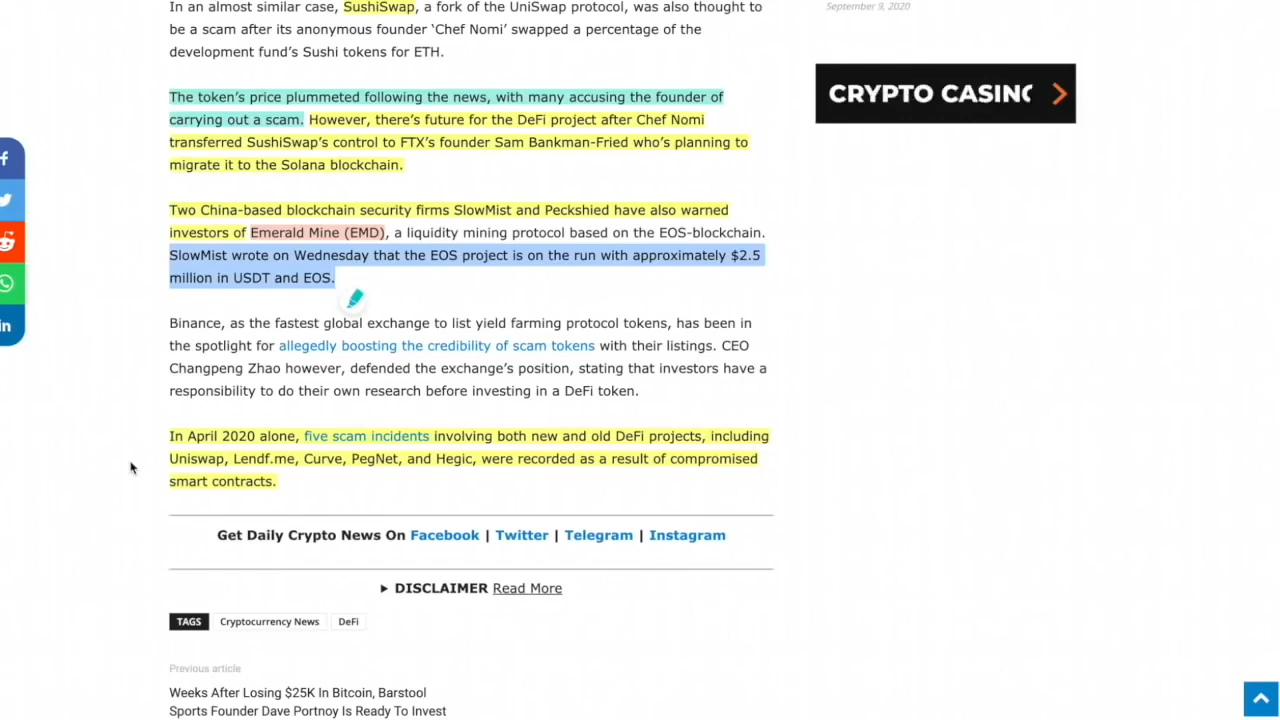 In an almost similar case, SushiSwap, a fork of the UniSwap protocol, was also thought to
be a scam after its anonymous founder ‘Chef Nomi’ swapped a percentage of the
development fund’s Sushi tokens for ETH.
September 9, 2020
CRYPTO CASINO
The token’s price plummeted following the news, with many accusing the founder of
carrying out a scam. However, there’s future for the DeFi project after Chef Nomi
transferred SushiSwap’s control to FTX’s founder Sam Bankman-Fried who’s planning to
migrate it to the Solana blockchain.
Two China-based blockchain security firms SlowMist and Peckshied have also warned
investors of Emerald Mine (EMD), a liquidity mining protocol based on the EOS-blockchain.
SlowMist wrote on Wednesday that the EOS project is on the run with approximately $2.5
million in USDT and EOS.
Binance, as the fastest global exchange to list yield farming protocol tokens, has been in
the spotlight for allegedly boosting the credibility of scam tokens with their listings. CEO
Changpeng Zhao however, defended the exchange’s position, stating that investors have a
responsibility to do their own research before investing in a DeFi token.
In April 2020 alone, five scam incidents involving both new and old DeFi projects, including
Uniswap, Lendf.me, Curve, PegNet, and Hegic, were recorded as a result of compromised
smart contracts.
Get Daily Crypto News On Facebook | Twitter | Telegram | Instagram
► DISCLAIMER Read More
TAGS Cryptocurrency News DeFi
Previous article
Weeks After Losing $25K In Bitcoin, Barstool
Sports Founder Dave Portnoy Is Ready To Invest